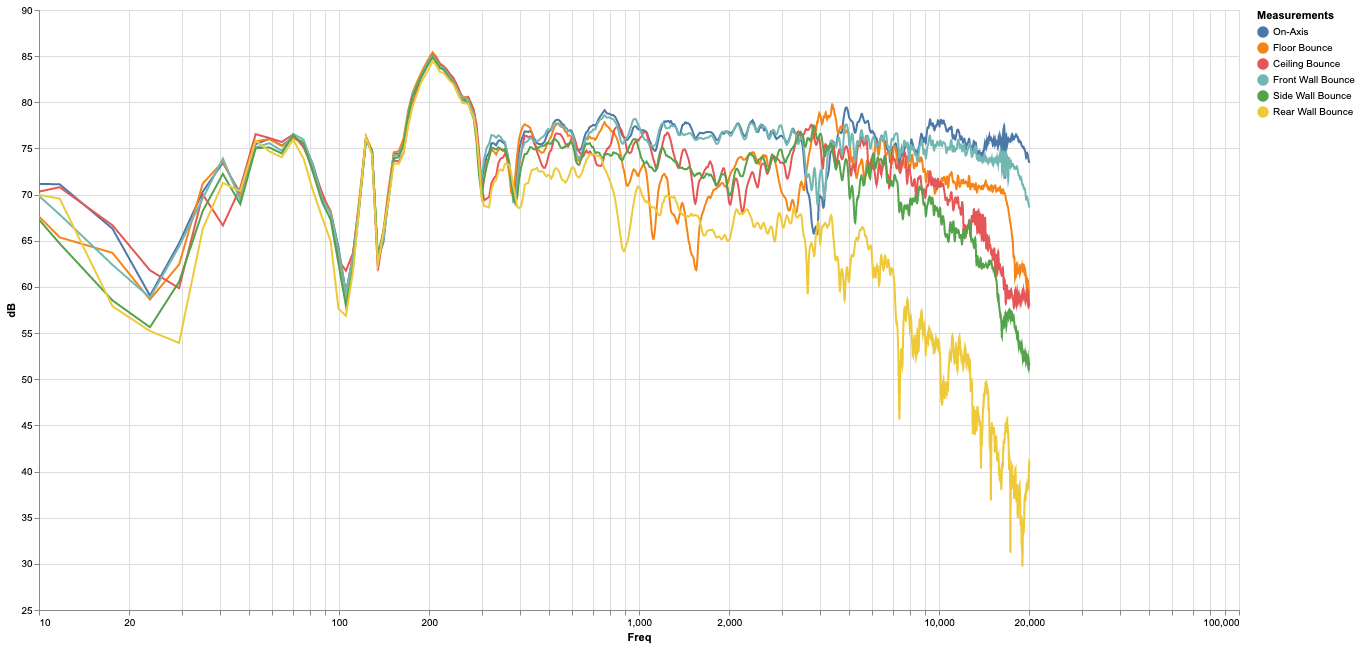 Measurements
On-Axis
Floor Bounce
Ceiling Bounce
Front Wall Bounce
Side Wall Bounce
Rear Wall Bounce
90
85
80
75
70
65
60
55
50
45
40
35
30
25
dB
10 20 100 200 1,000 2,000 10,000 20,000 100,000
Freq